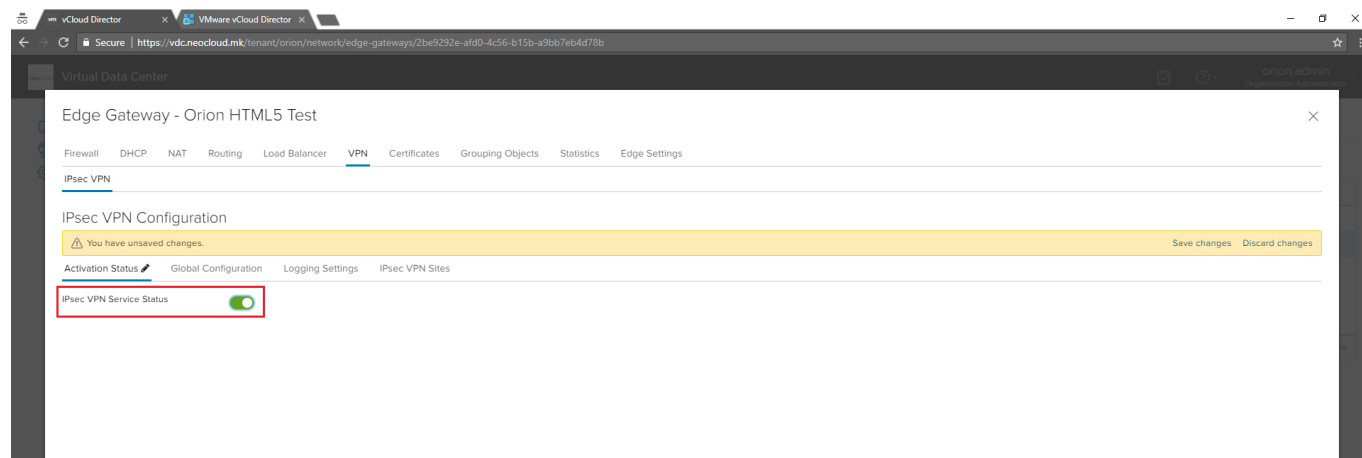 vm vCloud Director × VMware vCloud Director ×
Secure | https://vdc.neocloud.mk/tenant/orion/network/edge-gateways/2be9292e-afd0-4c56-b15b-a9bb7eb4d78b
Virtual Data Center orion.admin
Organization Administrator
Edge Gateway - Orion HTML5 Test ×
Firewall DHCP NAT Routing Load Balancer VPN Certificates Grouping Objects Statistics Edge Settings
IPsec VPN
IPsec VPN Configuration
You have unsaved changes. Save changes Discard changes
Activation Status Global Configuration Logging Settings IPsec VPN Sites
IPsec VPN Service Status